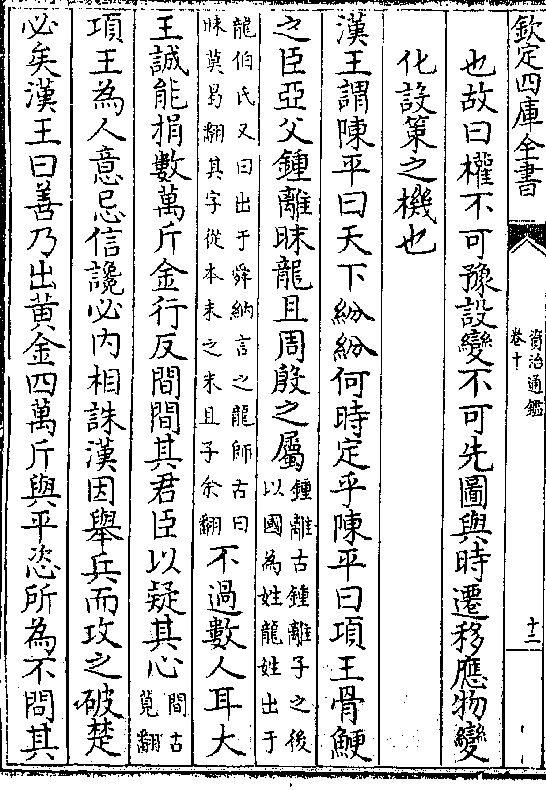 欽定四庫全書
資治通鑑
卷十
十二
也故曰權不可豫設變不可先圖與時遷移應物變
化設策之機也
漢王謂陳平曰天下紛紛何時定乎陳平曰項王骨鯁
之臣亞父鍾離昧龍且周殷之屬鍾離古鍾離子之後以國為姓龍姓出于
龍伯氏又曰出于舜納言之龍師古曰昧莫曷翻其字從本末之末且子余翻不過數人耳大
王誠能捐數萬斤金行反間間其君臣以疑其心間古莧翻
項王為人意忌信讒必内相誅漢因舉兵而攻之破楚
必矣漢王曰善乃出黄金四萬斤與平恣所為不問其